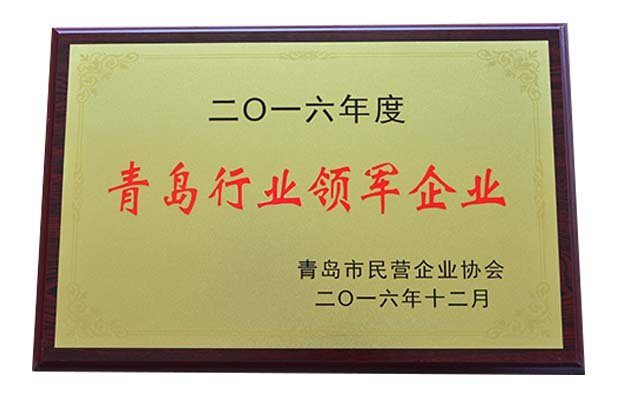 二〇一六年度
青岛行业领军企业
青岛市民营企业协会
二〇一六年十二月